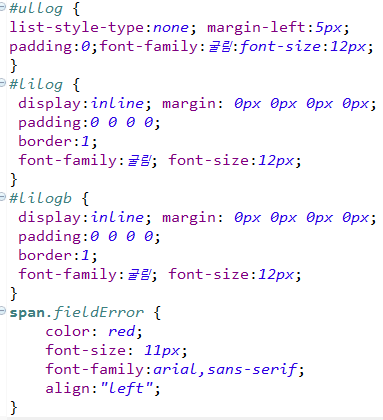 #ullog {
list-style-type:none; margin-left:5px;
padding:0;font-family:굴림:font-size:12px;
}
#lilog {
display:inline; margin: 0px 0px 0px 0px;
padding:0 0 0 0;
border:1;
font-family:굴림; font-size:12px;
}
#lilogb {
display:inline; margin: 0px 0px 0px 0px;
padding:0 0 0 0;
border:1;
font-family:굴림; font-size:12px;
}
span.fieldError {
color: red;
font-size: 11px;
font-family:arial,sans-serif;
align:"left";
}